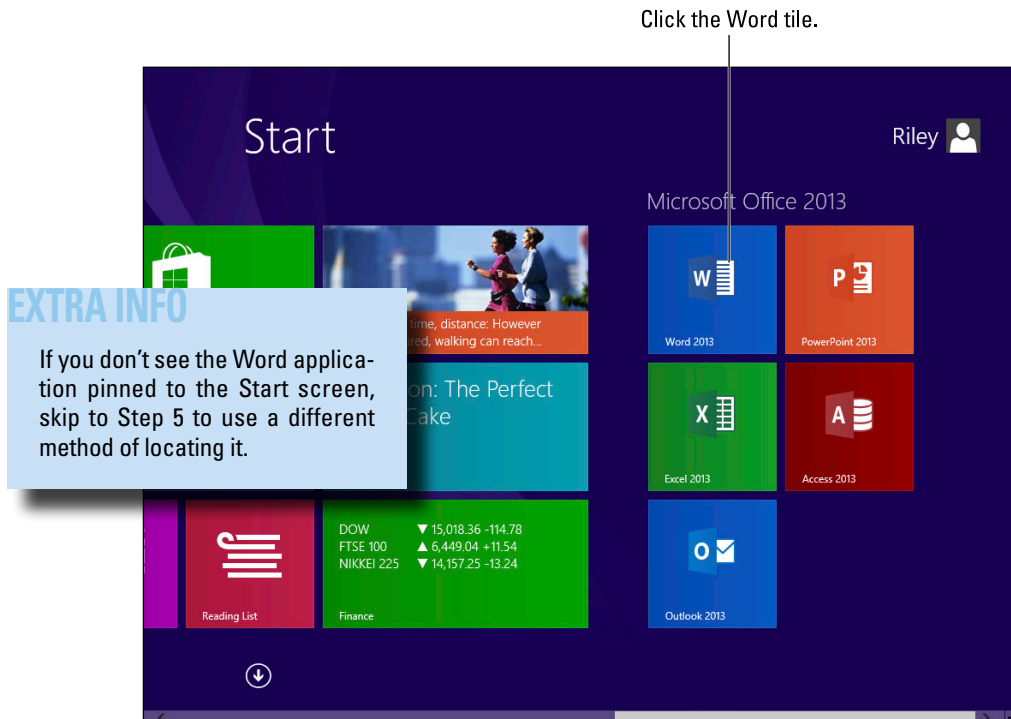 Click the Word tile.
Start
Riley
Microsoft Office 2013
W
Word 2013
P
PowerPoint 2013
time, distance: However
walking can reach...
EXTRA INFO
If you don't see the Word applica-
tion pinned to the Start screen,
skip to Step 5 to use a different
method of locating it.
The Perfect
Cake
X
Excel 2013
A
Access 2013
Reading List
DOW ▼ 15,018.36 -114.78
FTSE 100 ▲ 6,449.04 +11.54
NIKKEI 225 ▼ 14,157.25 -13.24
Finance
O
Outlook 2013